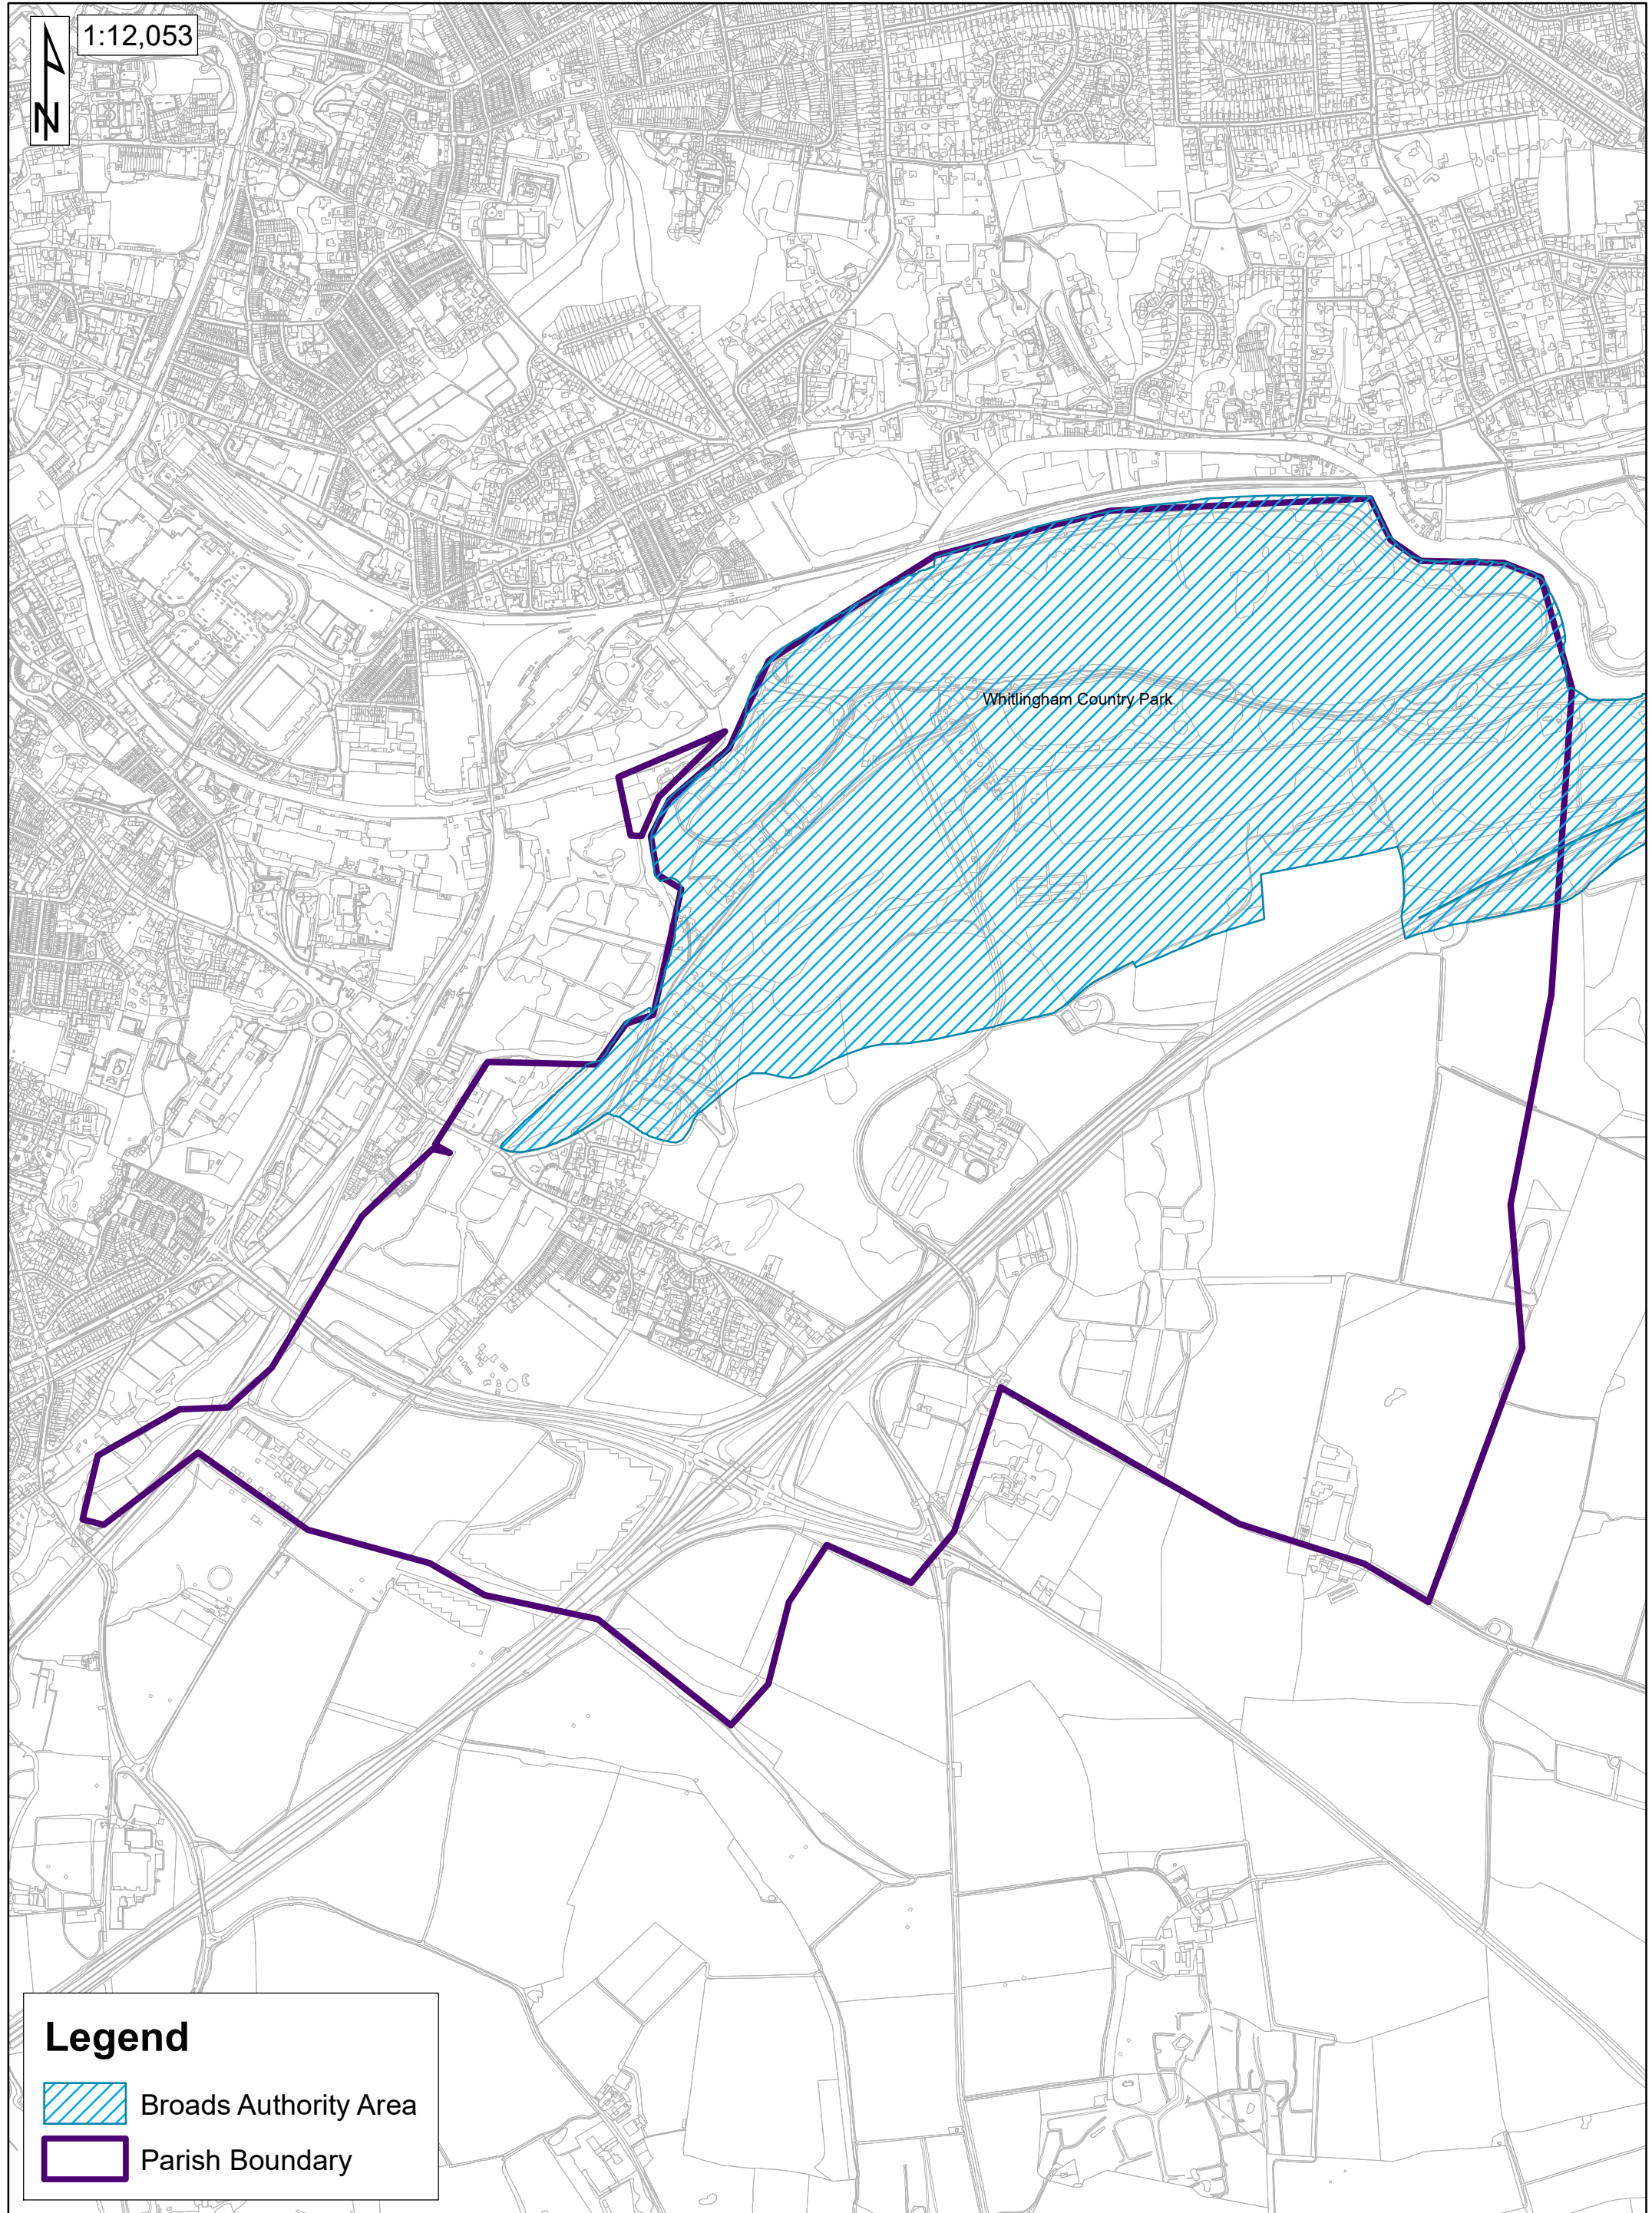 1:12,053
N
Whitlingham Country Park
Legend
Broads Authority Area
Parish Boundary